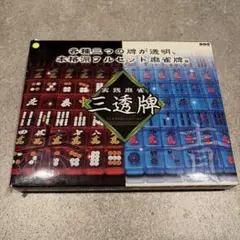 各種三つの牌が透明、
本格派フルセット麻雀牌。
実践麻雀
三透牌